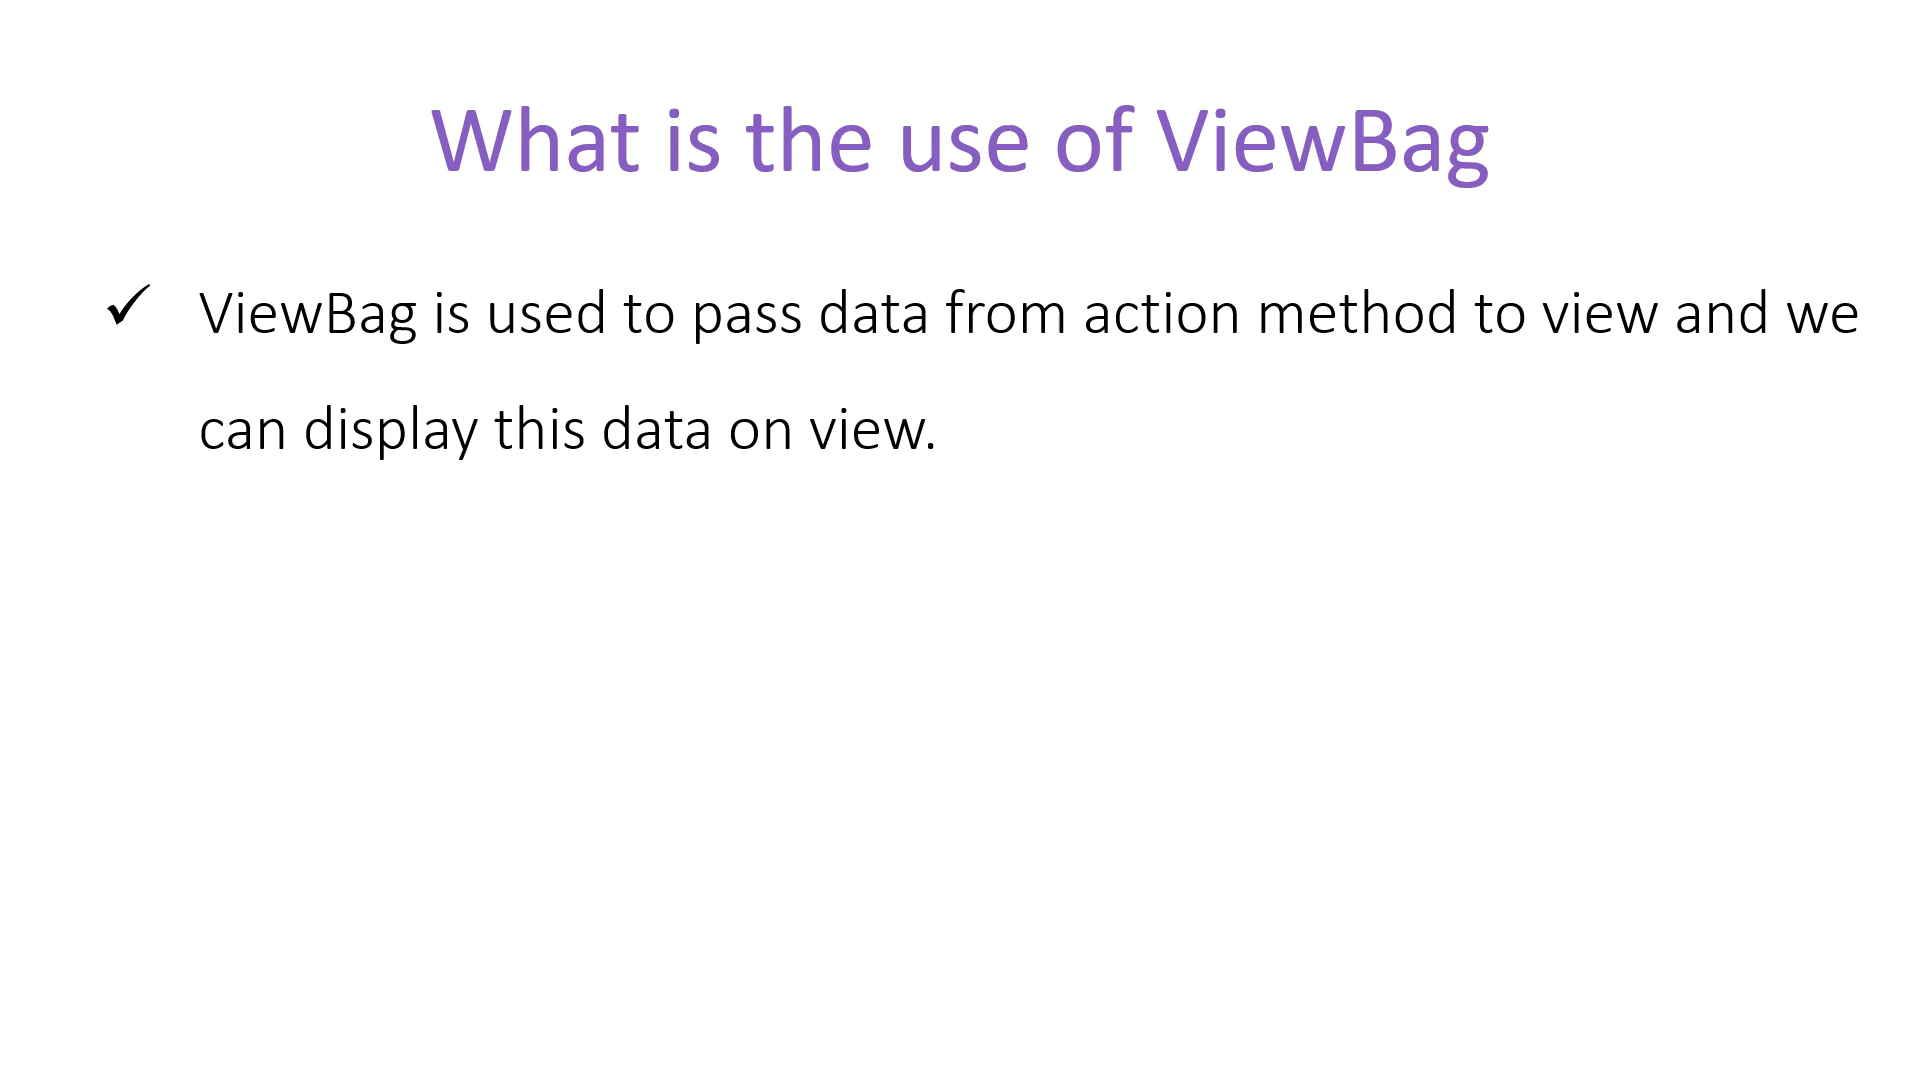 What is the use of ViewBag
✓ ViewBag is used to pass data from action method to view and we
can display this data on view.